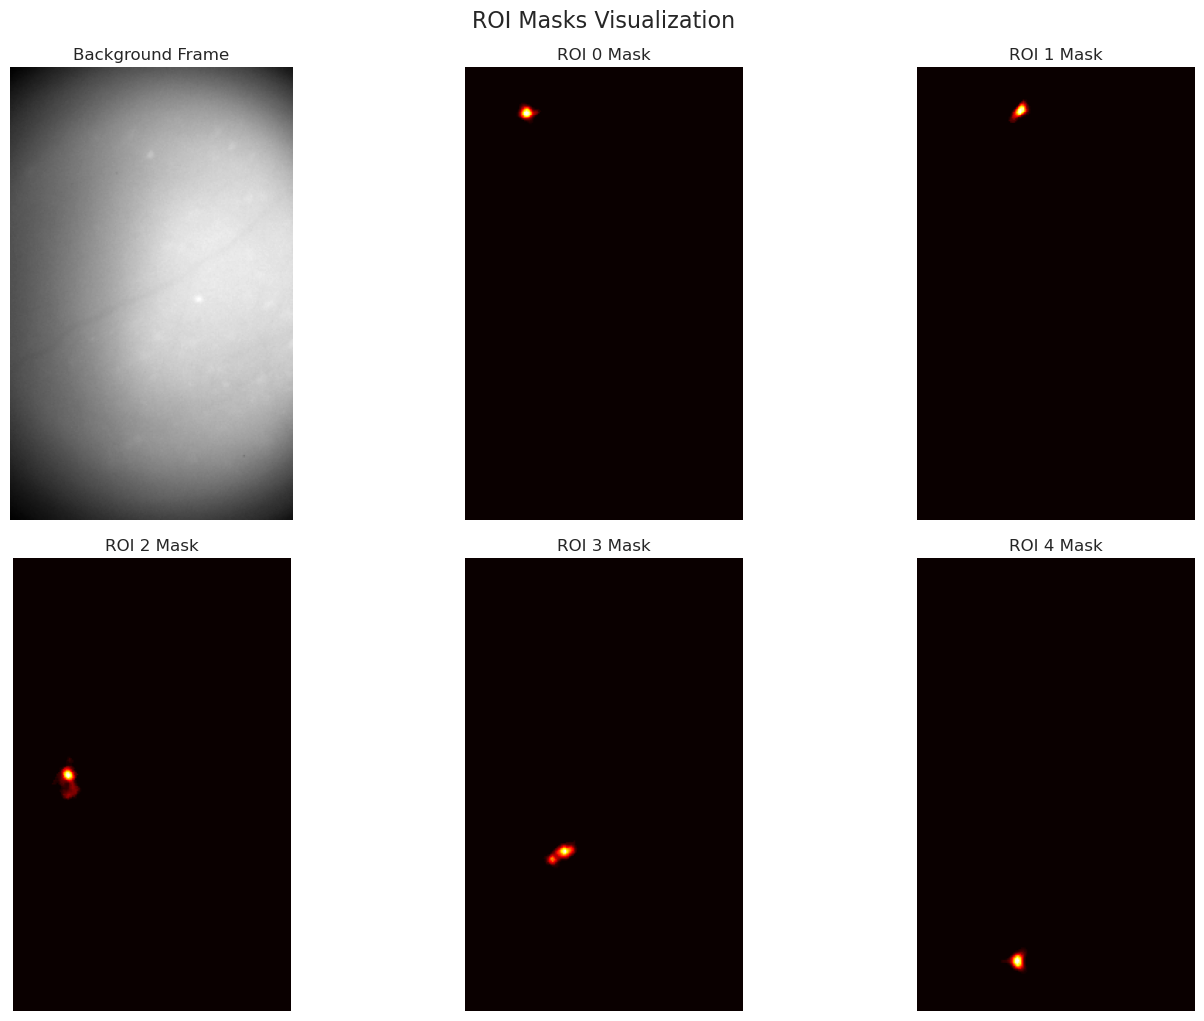 ROI Masks Visualization
Background Frame
ROI 0 Mask
ROI 1 Mask
ROI 2 Mask
ROI 3 Mask
ROI 4 Mask